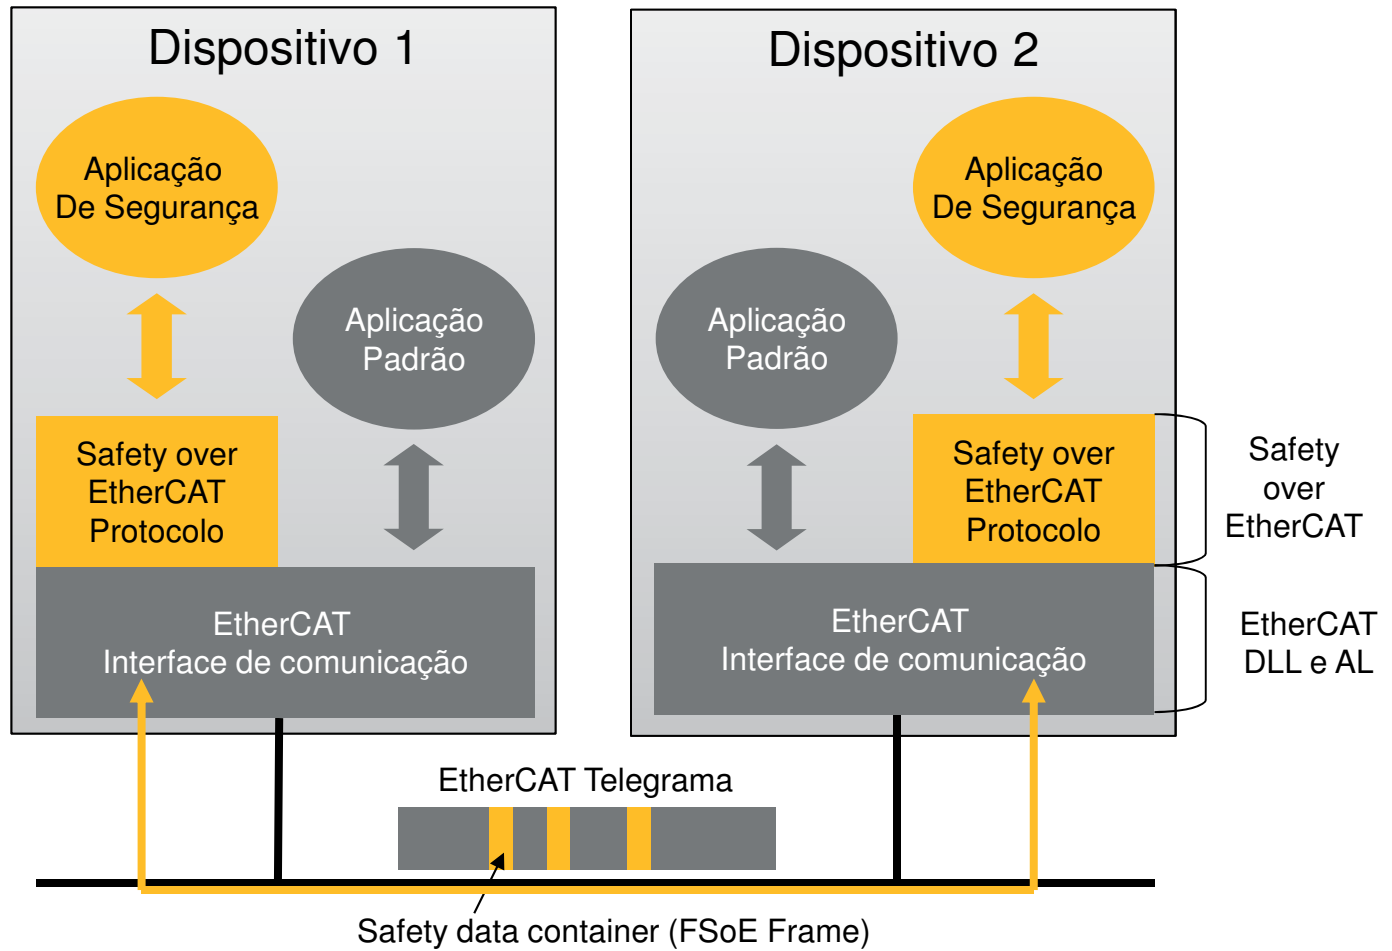 Dispositivo 1
Aplicação
De Segurança
Aplicação
Padrão
Safety over
EtherCAT
Protocolo
EtherCAT
Interface de comunicação
Dispositivo 2
Aplicação
De Segurança
Aplicação
Padrão
Safety over
EtherCAT
Protocolo
EtherCAT
Interface de comunicação
Safety
over
EtherCAT
EtherCAT
DLL e AL
EtherCAT Telegrama
Safety data container (FSoE Frame)